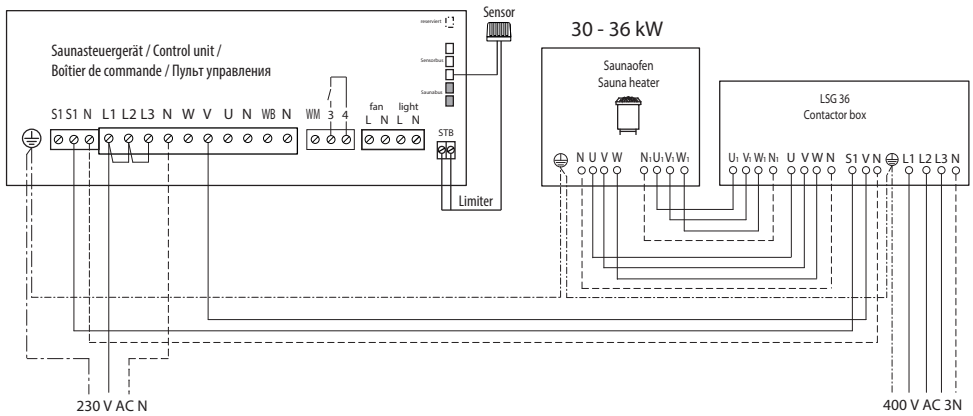 reserviert
Sensor
30 - 36 kW
Saunasteuergerät / Control unit /
Boîtier de commande / Пульт управления
Sensorbus
Saunabus
Saunaofen
Sauna heater
LSG 36
Contactor box
fan light
S1 S1 N L1 L2 L3 N W V U N WB N WM 3 4 L N L N
STB
N U V W N1 U1 V1 W1
U1 V1 W1 N1 U V W N S1 V N L1 L2 L3 N
Limiter
230 V AC N
400 V AC 3N